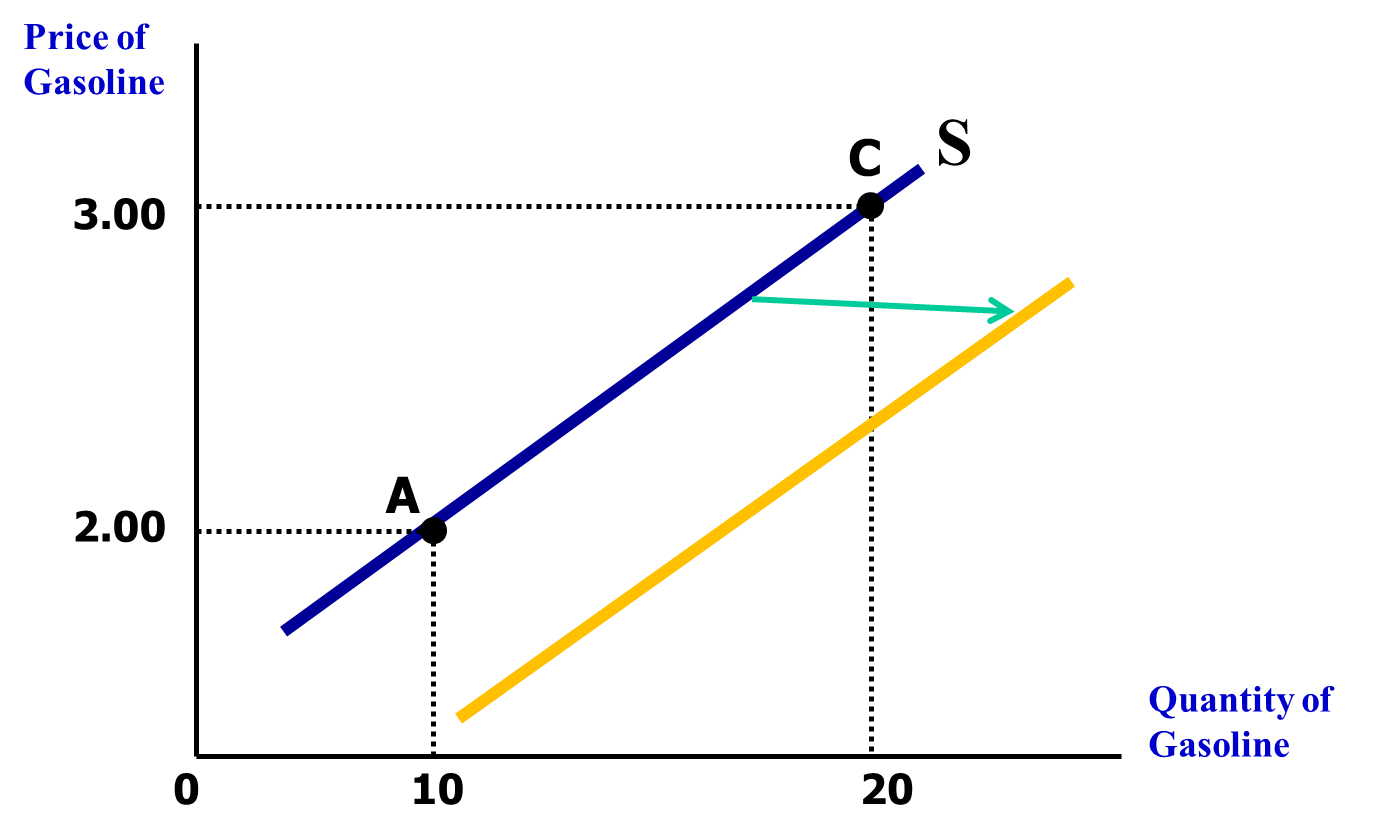 Price of
Gasoline
S
C
3.00
A
2.00
Quantity of
Gasoline
0
10
20